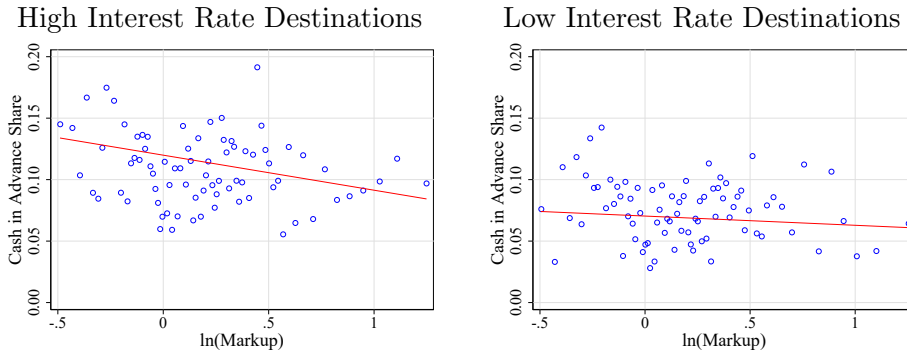 High Interest Rate Destinations
Cash in Advance Share
0.20
0.15
0.10
0.05
0.00
-.5 0 .5 1
ln(Markup)
Low Interest Rate Destinations
Cash in Advance Share
0.20
0.15
0.10
0.05
0.00
-.5 0 .5 1
ln(Markup)